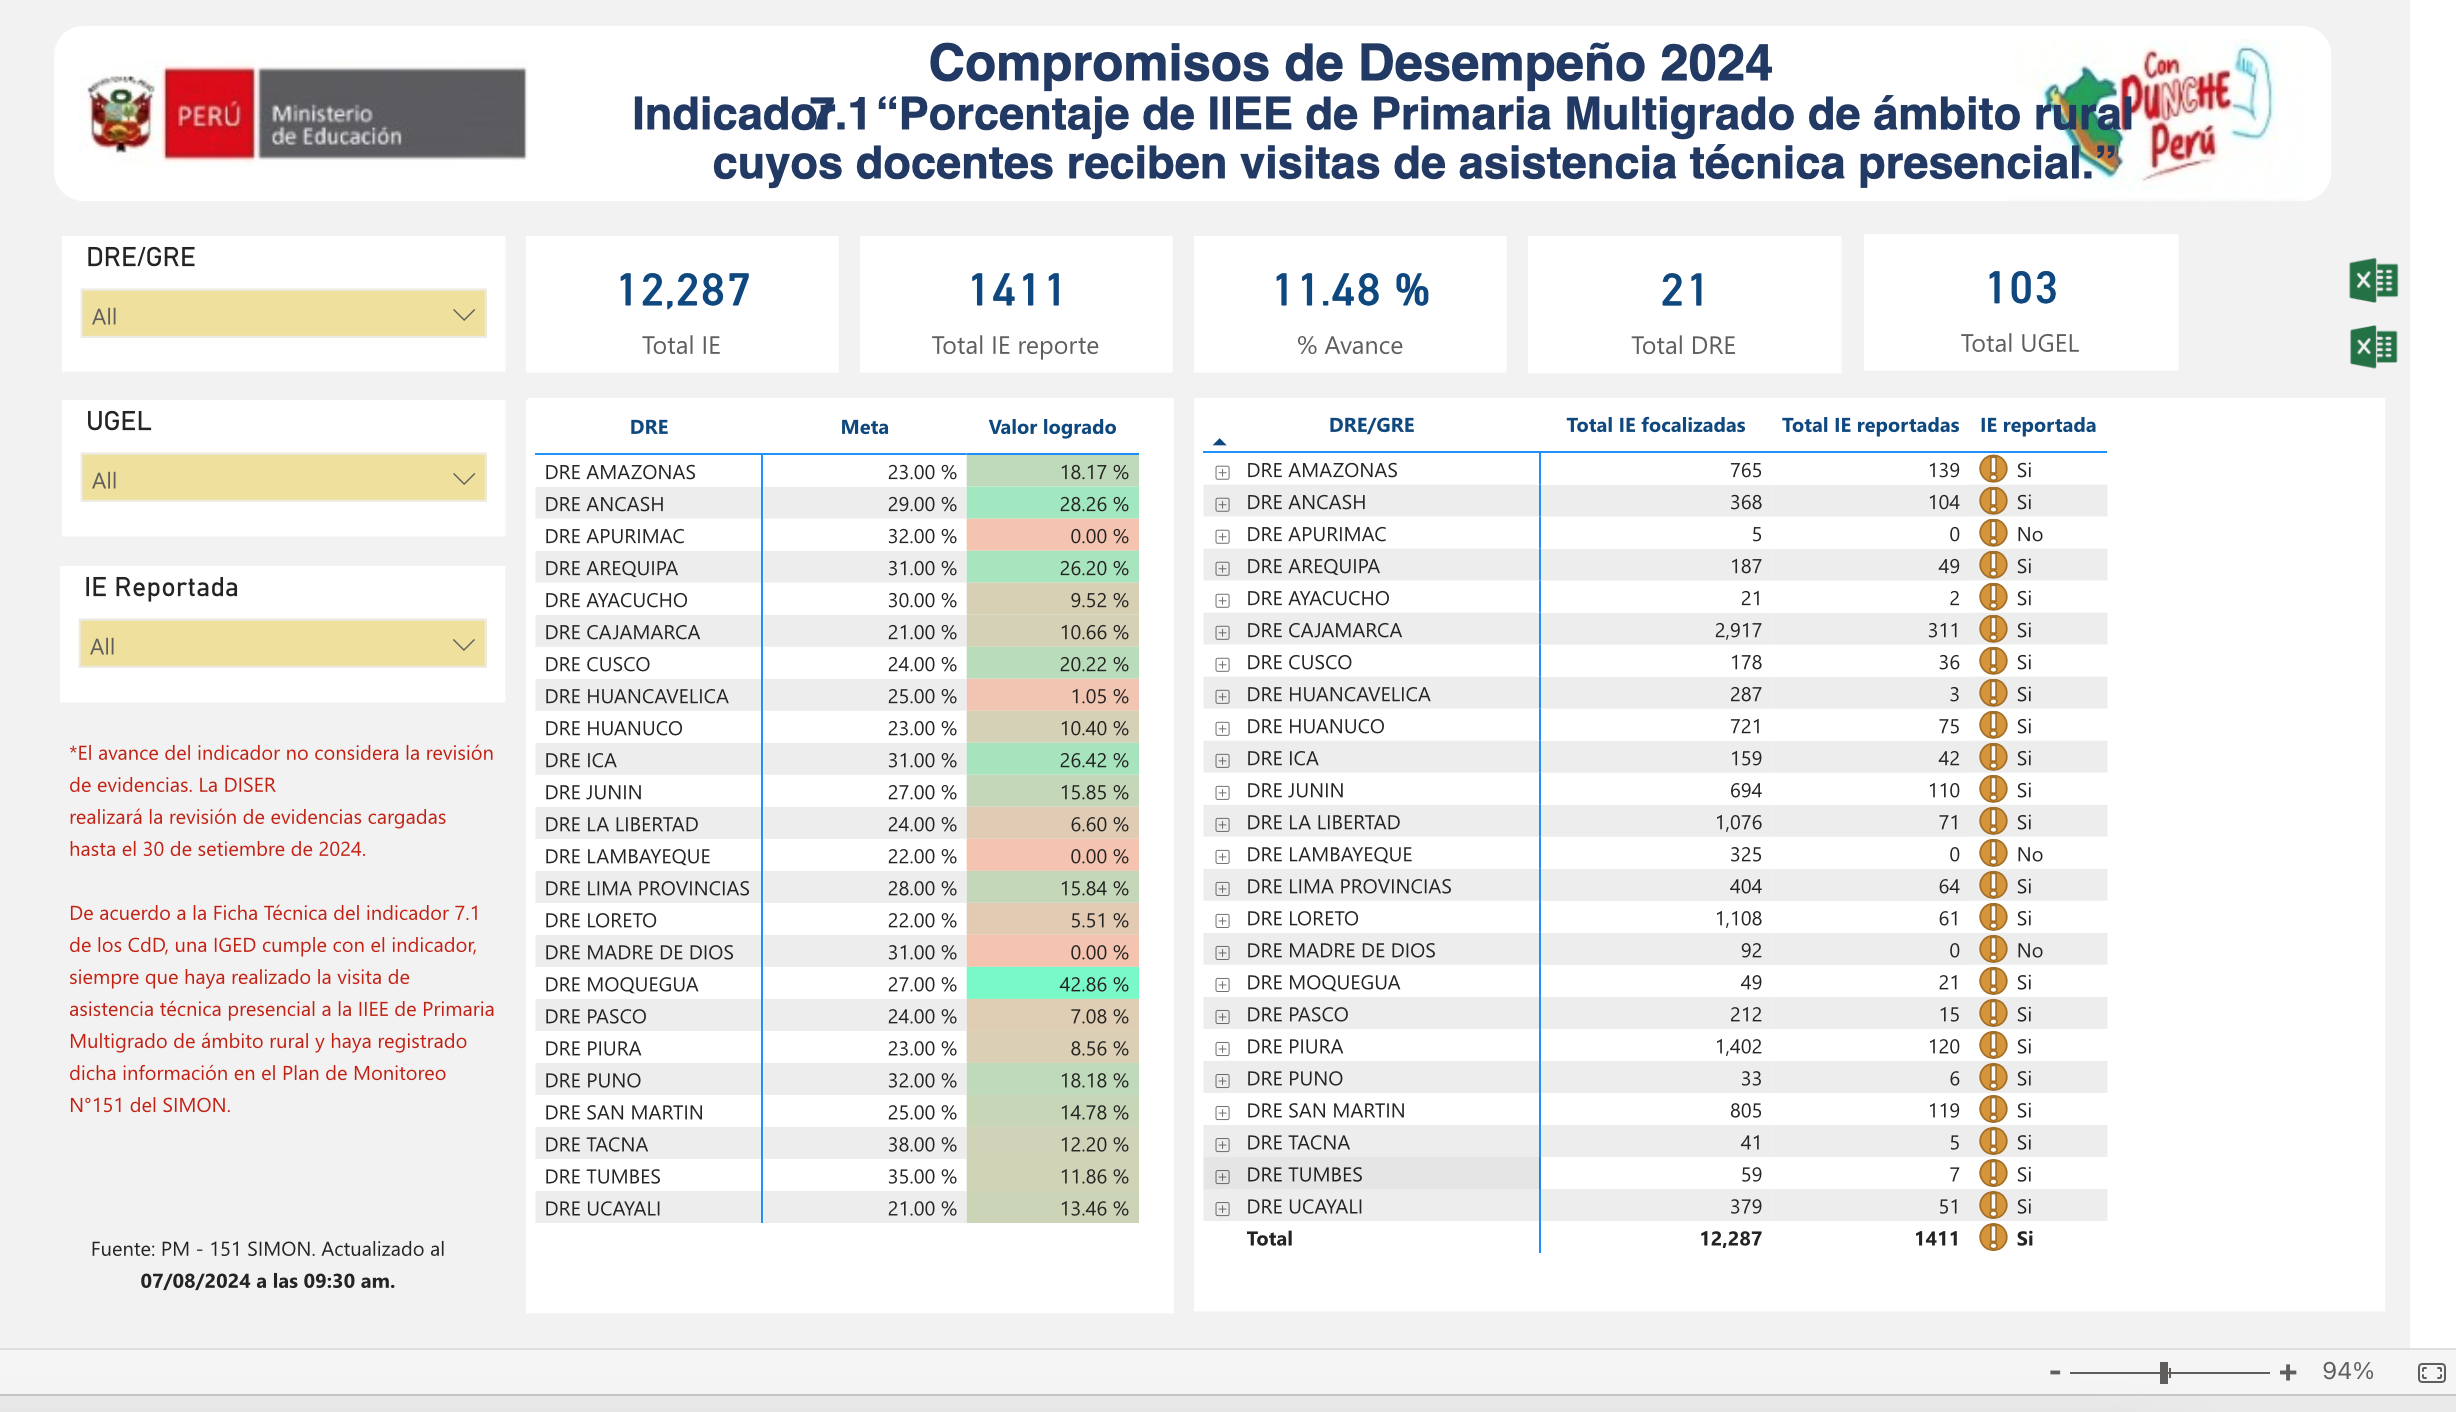 Compromisos de Desempeño 2024
Indicador 7.1 “Porcentaje de IIEE de Primaria Multigrado de ámbito rural
cuyos docentes reciben visitas de asistencia técnica presencial.”
PERÚ
Ministerio
de Educación
Con
PUNCHE
Perú
DRE/GRE
All
12,287
Total IE
1411
Total IE reporte
11.48 %
% Avance
21
Total DRE
103
Total UGEL
UGEL
All
IE Reportada
All
*El avance del indicador no considera la revisión
de evidencias. La DISER
realizará la revisión de evidencias cargadas
hasta el 30 de setiembre de 2024.
De acuerdo a la Ficha Técnica del indicador 7.1
de los CdD, una IGED cumple con el indicador,
siempre que haya realizado la visita de
asistencia técnica presencial a la IIEE de Primaria
Multigrado de ámbito rural y haya registrado
dicha información en el Plan de Monitoreo
N°151 del SIMON.
Fuente: PM - 151 SIMON. Actualizado al
07/08/2024 a las 09:30 am.
DRE Meta Valor logrado
DRE AMAZONAS 23.00 % 18.17 %
DRE ANCASH 29.00 % 28.26 %
DRE APURIMAC 32.00 % 0.00 %
DRE AREQUIPA 31.00 % 26.20 %
DRE AYACUCHO 30.00 % 9.52 %
DRE CAJAMARCA 21.00 % 10.66 %
DRE CUSCO 24.00 % 20.22 %
DRE HUANCAVELICA 25.00 % 1.05 %
DRE HUANUCO 23.00 % 10.40 %
DRE ICA 31.00 % 26.42 %
DRE JUNIN 27.00 % 15.85 %
DRE LA LIBERTAD 24.00 % 6.60 %
DRE LAMBAYEQUE 22.00 % 0.00 %
DRE LIMA PROVINCIAS 28.00 % 15.84 %
DRE LORETO 22.00 % 5.51 %
DRE MADRE DE DIOS 31.00 % 0.00 %
DRE MOQUEGUA 27.00 % 42.86 %
DRE PASCO 24.00 % 7.08 %
DRE PIURA 23.00 % 8.56 %
DRE PUNO 32.00 % 18.18 %
DRE SAN MARTIN 25.00 % 14.78 %
DRE TACNA 38.00 % 12.20 %
DRE TUMBES 35.00 % 11.86 %
DRE UCAYALI 21.00 % 13.46 %
DRE/GRE Total IE focalizadas Total IE reportadas IE reportada
DRE AMAZONAS 765 139 Si
DRE ANCASH 368 104 Si
DRE APURIMAC 5 0 No
DRE AREQUIPA 187 49 Si
DRE AYACUCHO 21 2 Si
DRE CAJAMARCA 2,917 311 Si
DRE CUSCO 178 36 Si
DRE HUANCAVELICA 287 3 Si
DRE HUANUCO 721 75 Si
DRE ICA 159 42 Si
DRE JUNIN 694 110 Si
DRE LA LIBERTAD 1,076 71 Si
DRE LAMBAYEQUE 325 0 No
DRE LIMA PROVINCIAS 404 64 Si
DRE LORETO 1,108 61 Si
DRE MADRE DE DIOS 92 0 No
DRE MOQUEGUA 49 21 Si
DRE PASCO 212 15 Si
DRE PIURA 1,402 120 Si
DRE PUNO 33 6 Si
DRE SAN MARTIN 805 119 Si
DRE TACNA 41 5 Si
DRE TUMBES 59 7 Si
DRE UCAYALI 379 51 Si
Total 12,287 1411 Si
- + 94%